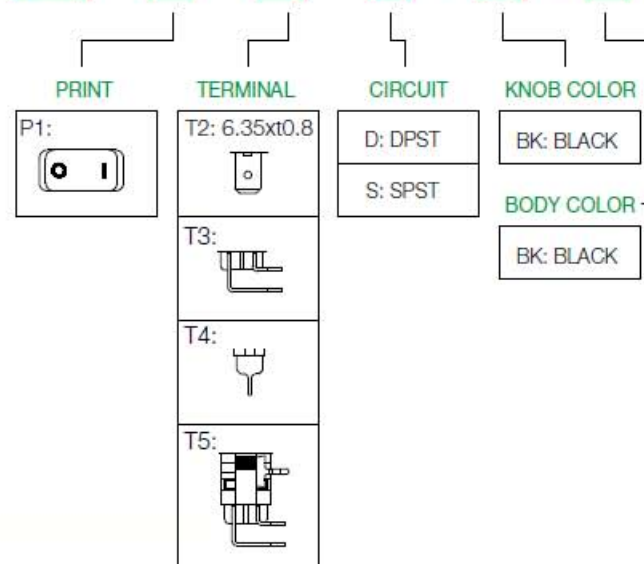 PRINT
P1:
O I
TERMINAL
T2: 6.35xt0.8
T3:
T4:
T5:
CIRCUIT
D: DPST
S: SPST
KNOB COLOR
BK: BLACK
BODY COLOR
BK: BLACK